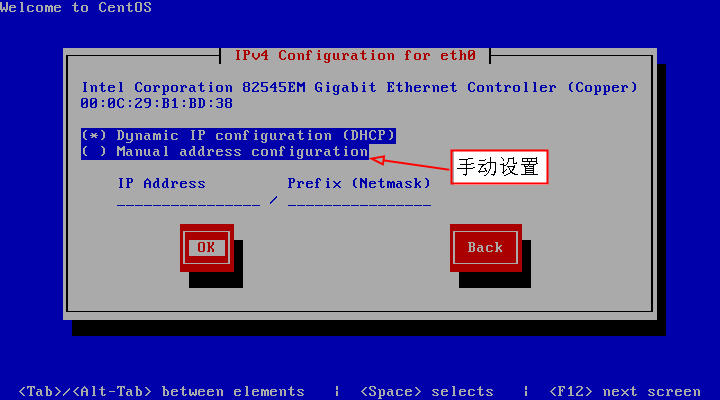 Welcome to CentOS
IPv4 Configuration for eth0
Intel Corporation 82545EM Gigabit Ethernet Controller (Copper)
00:0C:29:B1:BD:38
(*) Dynamic IP configuration (DHCP)
( ) Manual address configuration
手动设置
IP Address Prefix (Netmask)
________________ / ________________
OK Back
<Tab>/<Alt-Tab> between elements | <Space> selects | <F12> next screen